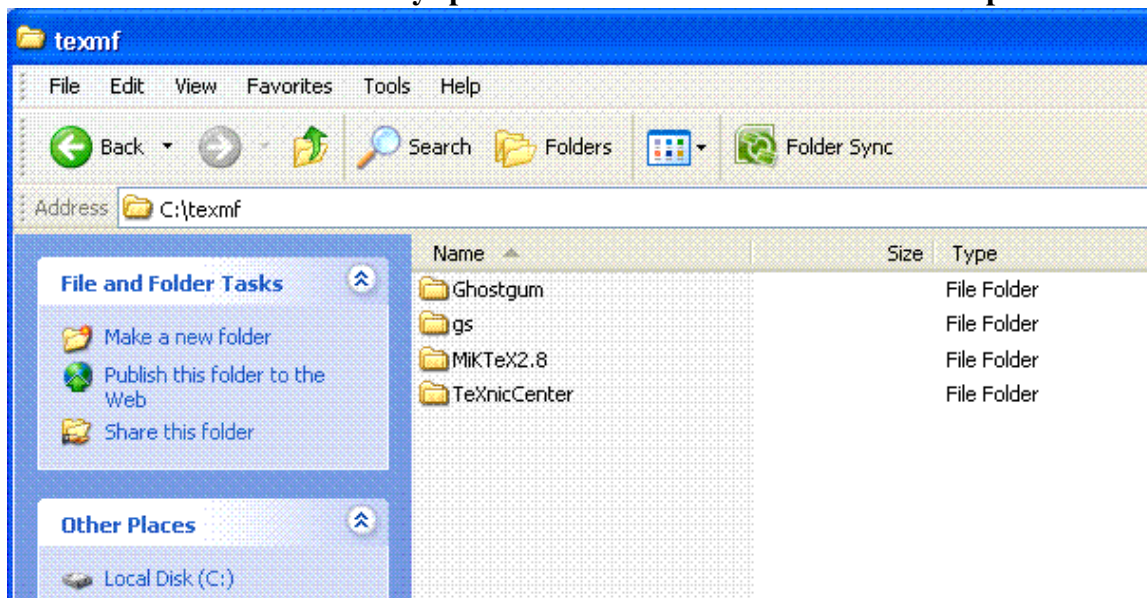 texmf
File Edit View Favorites Tools Help
Back Search Folders Folder Sync
Address C:\texmf
Name Size Type
File and Folder Tasks
Make a new folder
Publish this folder to the
Web
Share this folder
Ghostgum File Folder
gs File Folder
MiKTeX2.8 File Folder
TeXnicCenter File Folder
Other Places
Local Disk (C:)